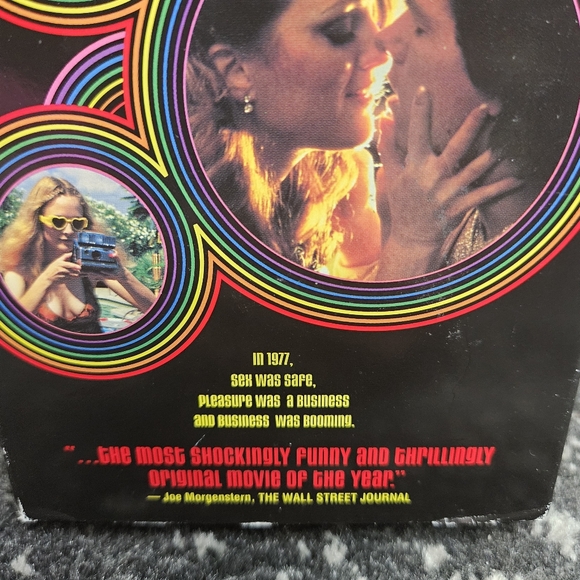 In 1977,
sex was safe,
pleasure was a business
and business was booming.
"...the most shockingly funny and thrillingly
original movie of the year."
— Joe Morgenstern, THE WALL STREET JOURNAL